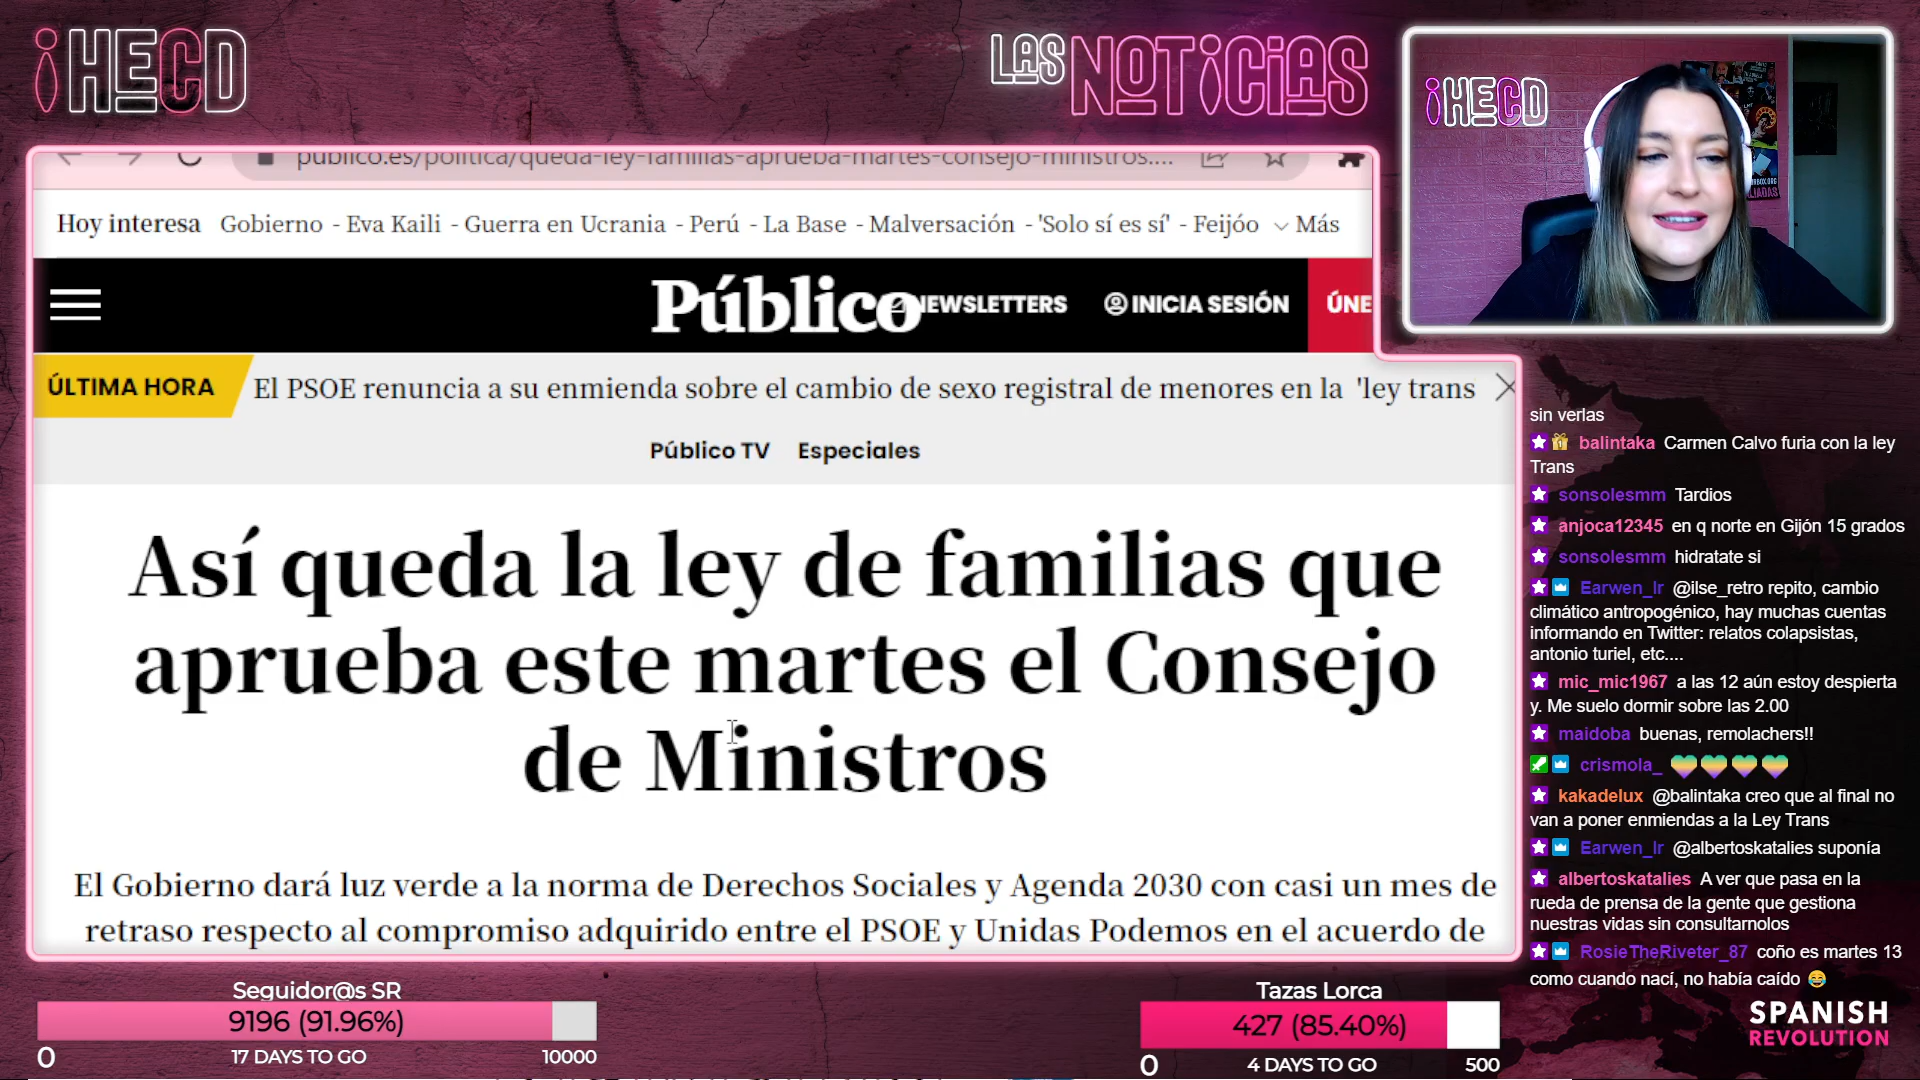 ¡HECD
LAS NOTICIAS
¡HECD
publico.es/politica/queda-ley-familias-aprueba-martes-consejo-ministros....
Hoy interesa Gobierno - Eva Kaili - Guerra en Ucrania - Perú - La Base - Malversación - 'Solo sí es sí' - Feijóo Más
Público NEWSLETTERS INICIA SESIÓN ÚNE
ÚLTIMA HORA El PSOE renuncia a su enmienda sobre el cambio de sexo registral de menores en la 'ley trans
Público TV Especiales
Así queda la ley de familias que
aprueba este martes el Consejo
de Ministros
El Gobierno dará luz verde a la norma de Derechos Sociales y Agenda 2030 con casi un mes de
retraso respecto al compromiso adquirido entre el PSOE y Unidas Podemos en el acuerdo de
sin verlas
balintaka Carmen Calvo furia con la ley
Trans
sonsolesmm Tardios
anjoca12345 en q norte en Gijón 15 grados
sonsolesmm hidratate si
Earwen_Ir @ilse_retro repito, cambio
climático antropogénico, hay muchas cuentas
informando en Twitter: relatos colapsistas,
antonio turiel, etc....
mic_mic1967 a las 12 aún estoy despierta
y. Me suelo dormir sobre las 2.00
maidoba buenas, remolachers!!
crismola_
kakadelux @balintaka creo que al final no
van a poner enmiendas a la Ley Trans
Earwen_Ir @albertoskatalies suponía
albertoskatalies A ver que pasa en la
rueda de prensa de la gente que gestiona
nuestras vidas sin consultarnolos
RosieTheRiveter_87 coño es martes 13
como cuando nací, no había caído 😂
SPANISH
REVOLUTION
Seguidor@s SR
9196 (91.96%)
0 17 DAYS TO GO 10000
Tazas Lorca
427 (85.40%)
0 4 DAYS TO GO 500